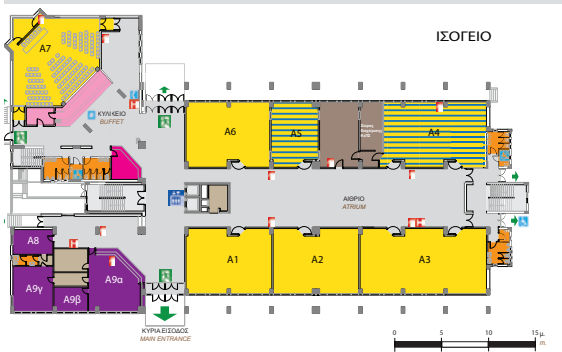 ΙΣΟΓΕΙΟ
A7
ΚΥΛΙΚΕΙΟ
BUFFET
A6
A5
A4
ΑΙΘΡΙΟ
ATRIUM
A8
A9γ
A9β
A9α
A1
A2
A3
ΚΥΡΙΑ ΕΙΣΟΔΟΣ
MAIN ENTRANCE
0 5 10 15 μ.
m.